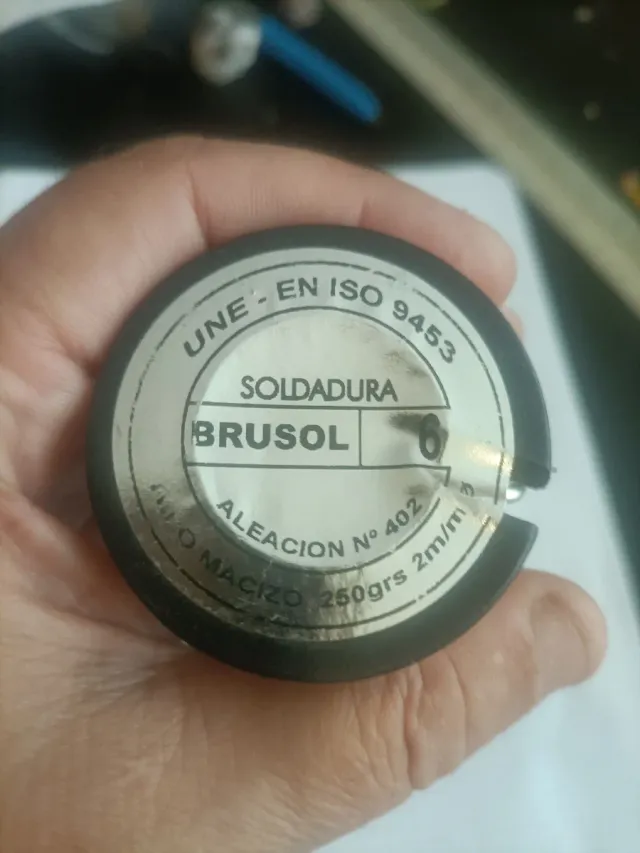 UNE - EN ISO 9453
SOLDADURA
BRUSOL 6
ALEACION Nº 402
MACIZO 250grs 2m/m ø